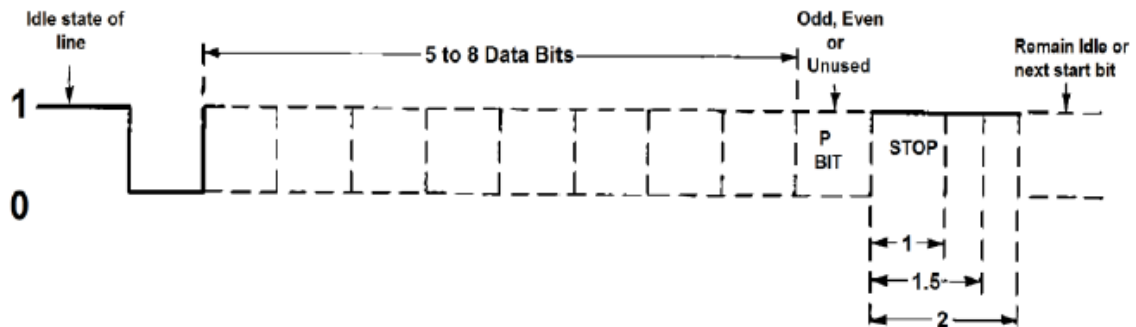 Idle state of
line
5 to 8 Data Bits
Odd, Even
or
Unused
Remain Idle or
next start bit
1
0
P
BIT
STOP
1
1.5
2